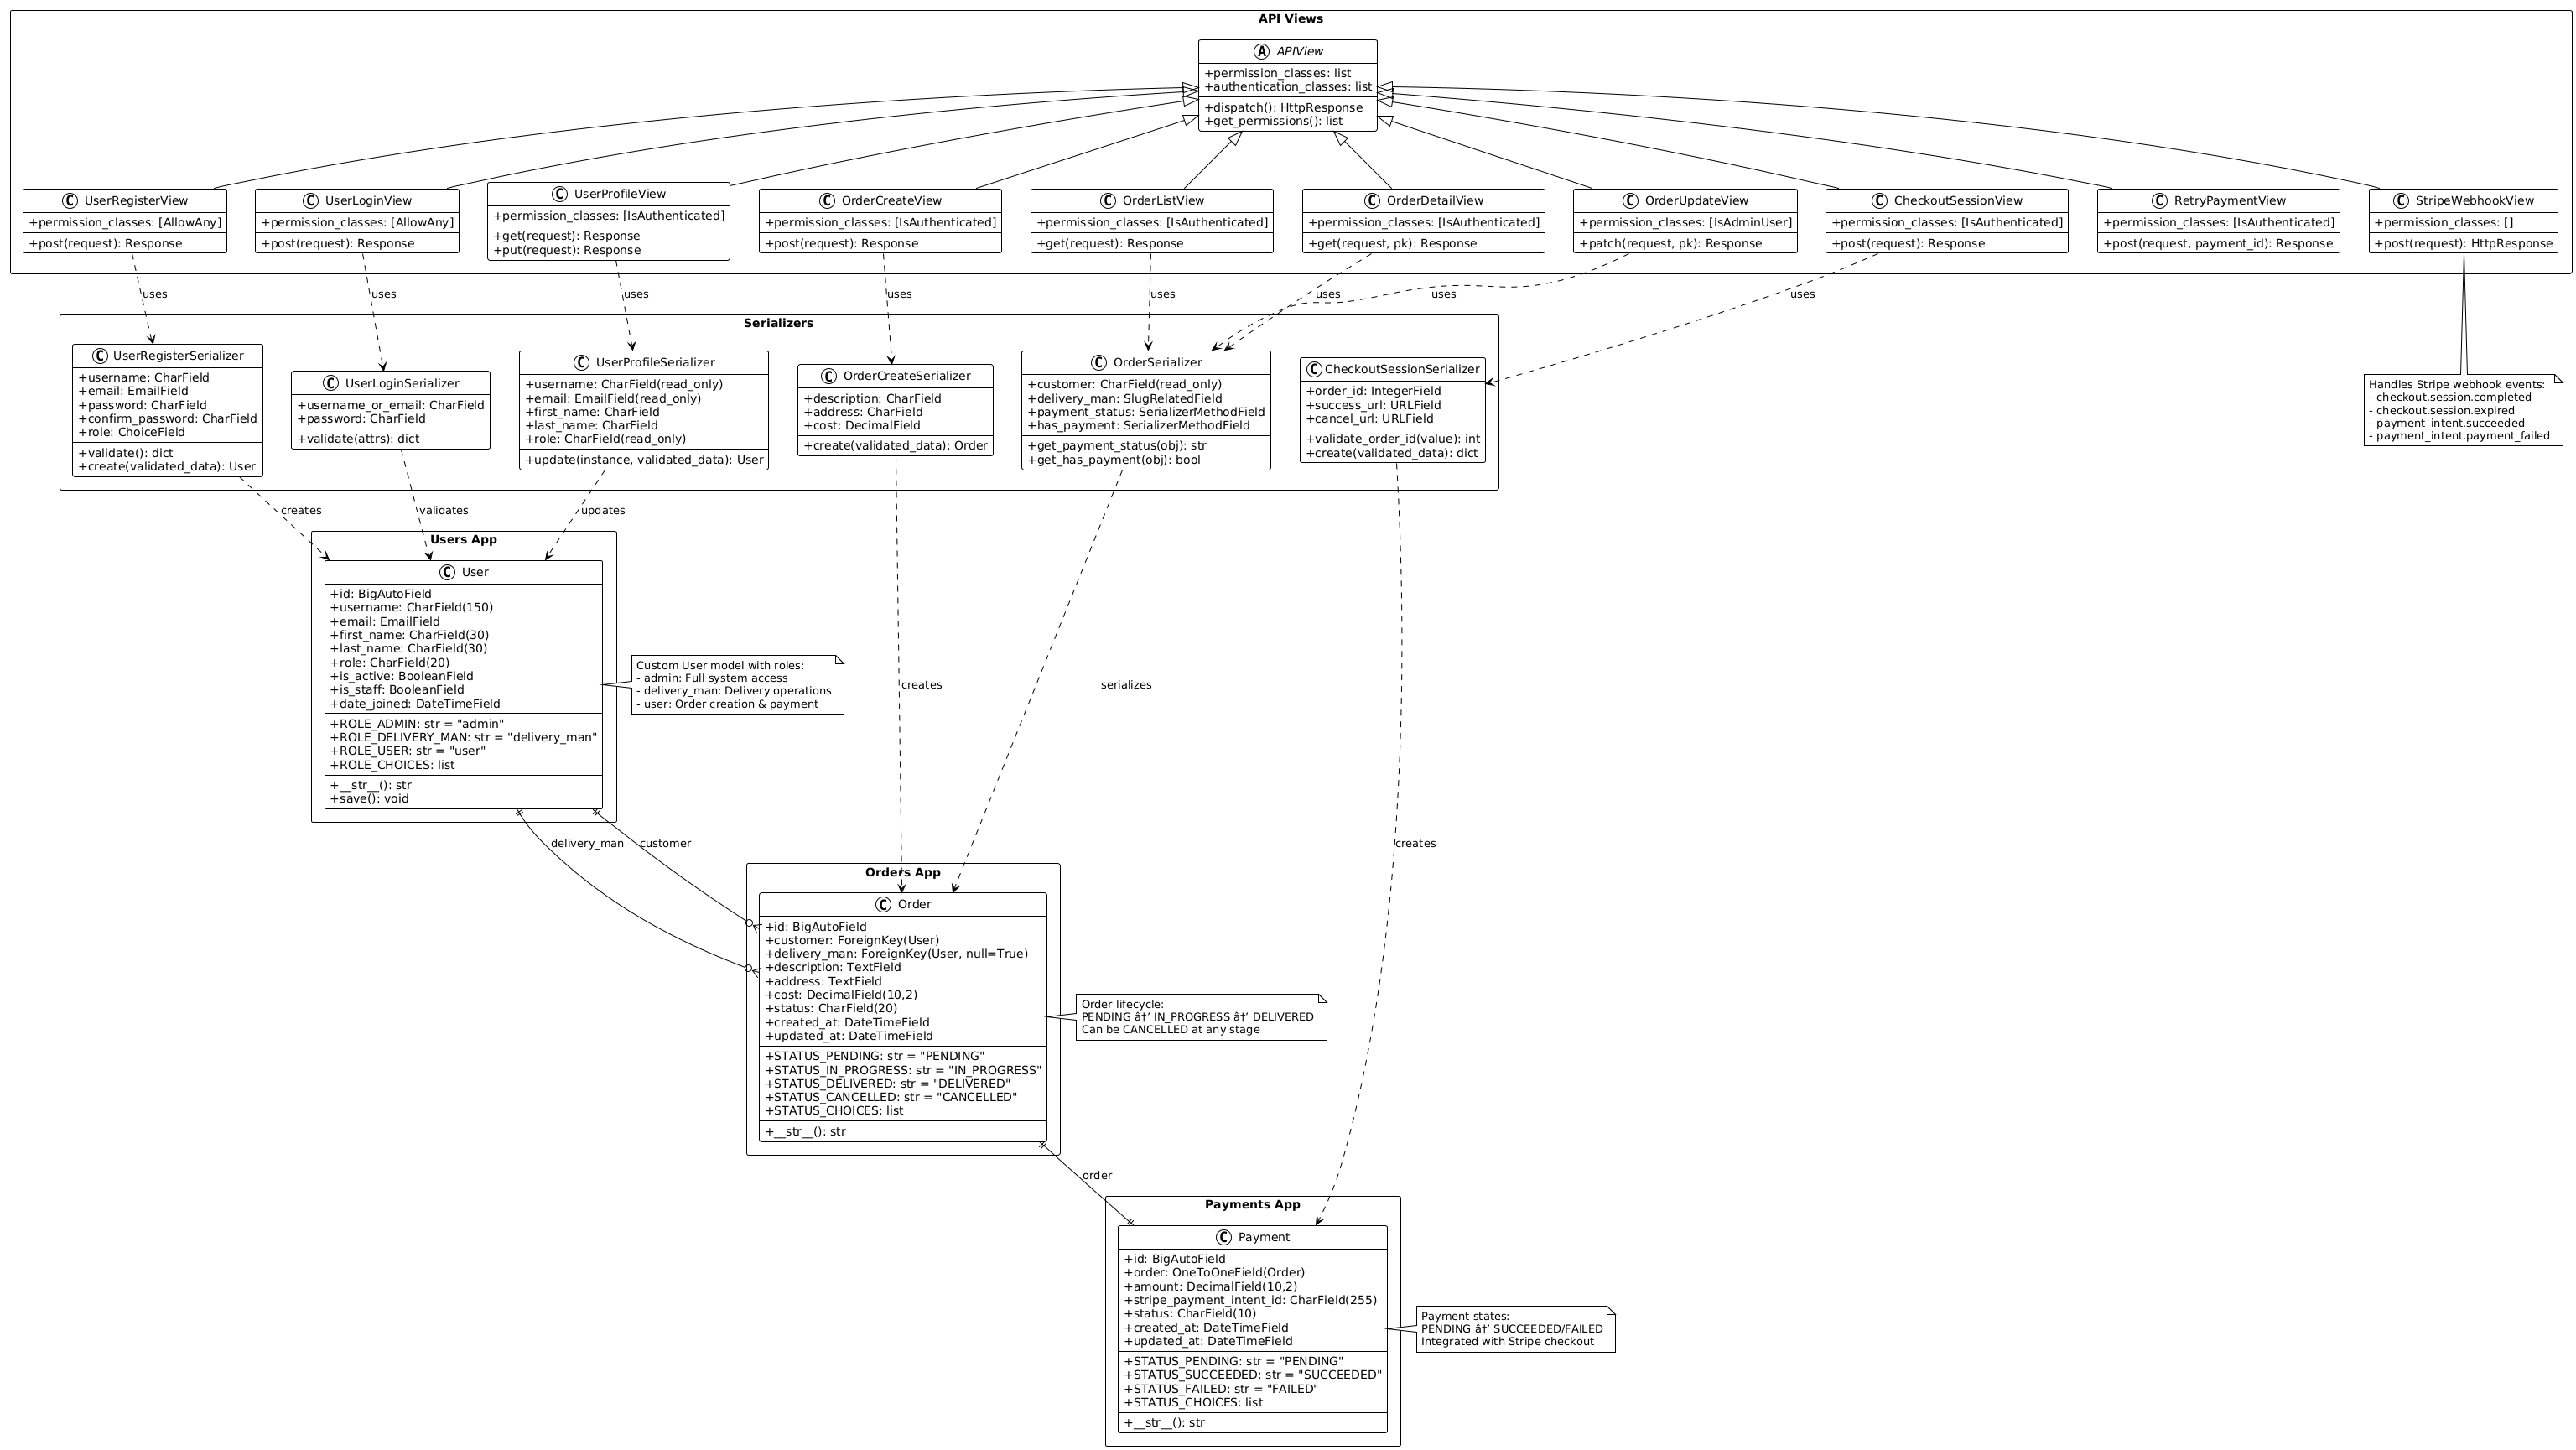 API Views
A APIView
+permission_classes: list
+authentication_classes: list
+dispatch(): HttpResponse
+get_permissions(): list
C UserRegisterView
+permission_classes: [AllowAny]
+post(request): Response
C UserLoginView
+permission_classes: [AllowAny]
+post(request): Response
C UserProfileView
+permission_classes: [IsAuthenticated]
+get(request): Response
+put(request): Response
C OrderCreateView
+permission_classes: [IsAuthenticated]
+post(request): Response
C OrderListView
+permission_classes: [IsAuthenticated]
+get(request): Response
C OrderDetailView
+permission_classes: [IsAuthenticated]
+get(request, pk): Response
C OrderUpdateView
+permission_classes: [IsAdminUser]
+patch(request, pk): Response
C CheckoutSessionView
+permission_classes: [IsAuthenticated]
+post(request): Response
C RetryPaymentView
+permission_classes: [IsAuthenticated]
+post(request, payment_id): Response
C StripeWebhookView
+permission_classes: []
+post(request): HttpResponse
uses
uses
uses
uses
uses
uses
uses
uses
Serializers
C UserRegisterSerializer
+username: CharField
+email: EmailField
+password: CharField
+confirm_password: CharField
+role: ChoiceField
+validate(): dict
+create(validated_data): User
C UserLoginSerializer
+username_or_email: CharField
+password: CharField
+validate(attrs): dict
C UserProfileSerializer
+username: CharField(read_only)
+email: EmailField(read_only)
+first_name: CharField
+last_name: CharField
+role: CharField(read_only)
+update(instance, validated_data): User
C OrderCreateSerializer
+description: CharField
+address: CharField
+cost: DecimalField
+create(validated_data): Order
C OrderSerializer
+customer: CharField(read_only)
+delivery_man: SlugRelatedField
+payment_status: SerializerMethodField
+has_payment: SerializerMethodField
+get_payment_status(obj): str
+get_has_payment(obj): bool
C CheckoutSessionSerializer
+order_id: IntegerField
+success_url: URLField
+cancel_url: URLField
+validate_order_id(value): int
+create(validated_data): dict
Handles Stripe webhook events:
- checkout.session.completed
- checkout.session.expired
- payment_intent.succeeded
- payment_intent.payment_failed
creates
validates
updates
Users App
C User
+id: BigAutoField
+username: CharField(150)
+email: EmailField
+first_name: CharField(30)
+last_name: CharField(30)
+role: CharField(20)
+is_active: BooleanField
+is_staff: BooleanField
+date_joined: DateTimeField
+ROLE_ADMIN: str = "admin"
+ROLE_DELIVERY_MAN: str = "delivery_man"
+ROLE_USER: str = "user"
+ROLE_CHOICES: list
+__str__(): str
+save(): void
Custom User model with roles:
- admin: Full system access
- delivery_man: Delivery operations
- user: Order creation & payment
creates
serializes
delivery_man
customer
creates
Orders App
C Order
+id: BigAutoField
+customer: ForeignKey(User)
+delivery_man: ForeignKey(User, null=True)
+description: TextField
+address: TextField
+cost: DecimalField(10,2)
+status: CharField(20)
+created_at: DateTimeField
+updated_at: DateTimeField
+STATUS_PENDING: str = "PENDING"
+STATUS_IN_PROGRESS: str = "IN_PROGRESS"
+STATUS_DELIVERED: str = "DELIVERED"
+STATUS_CANCELLED: str = "CANCELLED"
+STATUS_CHOICES: list
+__str__(): str
Order lifecycle:
PENDING â†’ IN_PROGRESS â†’ DELIVERED
Can be CANCELLED at any stage
order
Payments App
C Payment
+id: BigAutoField
+order: OneToOneField(Order)
+amount: DecimalField(10,2)
+stripe_payment_intent_id: CharField(255)
+status: CharField(10)
+created_at: DateTimeField
+updated_at: DateTimeField
+STATUS_PENDING: str = "PENDING"
+STATUS_SUCCEEDED: str = "SUCCEEDED"
+STATUS_FAILED: str = "FAILED"
+STATUS_CHOICES: list
+__str__(): str
Payment states:
PENDING â†’ SUCCEEDED/FAILED
Integrated with Stripe checkout